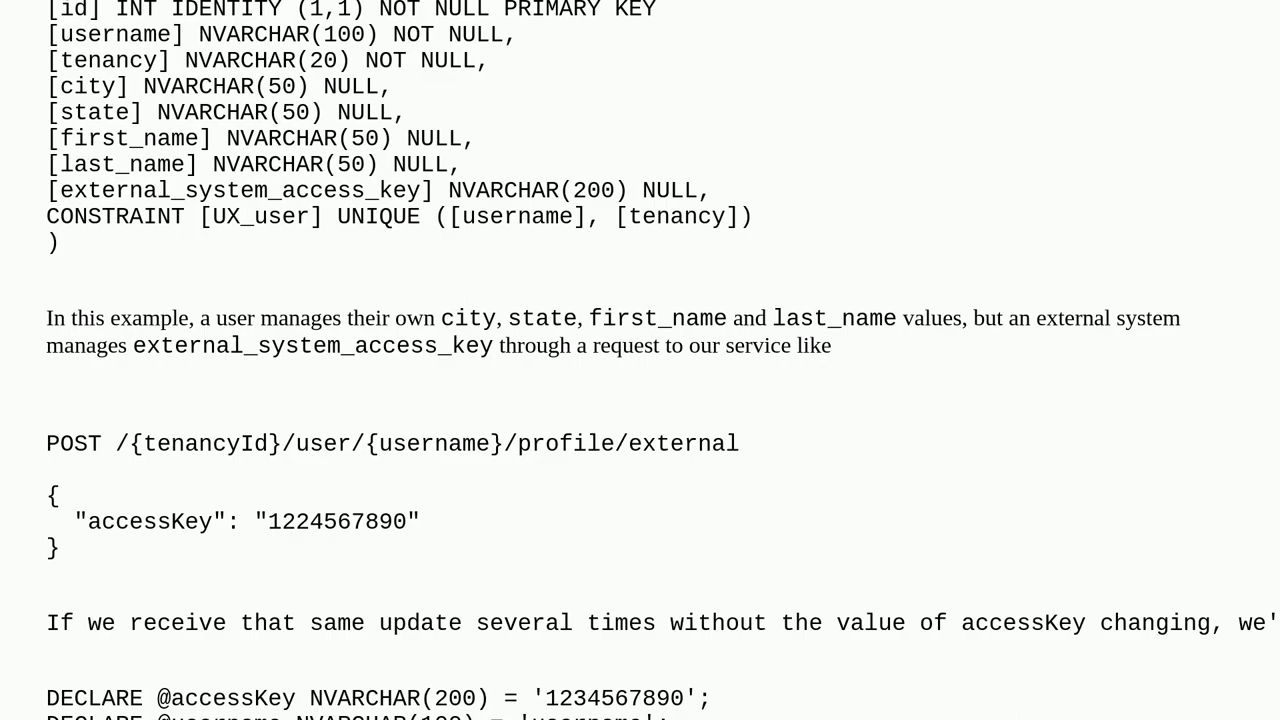 [id] INT IDENTITY (1,1) NOT NULL PRIMARY KEY
[username] NVARCHAR(100) NOT NULL,
[tenancy] NVARCHAR(20) NOT NULL,
[city] NVARCHAR(50) NULL,
[state] NVARCHAR(50) NULL,
[first_name] NVARCHAR(50) NULL,
[last_name] NVARCHAR(50) NULL,
[external_system_access_key] NVARCHAR(200) NULL,
CONSTRAINT [UX_user] UNIQUE ([username], [tenancy])
)
In this example, a user manages their own city, state, first_name and last_name values, but an external system
manages external_system_access_key through a request to our service like
POST /{tenancyId}/user/{username}/profile/external
{
"accessKey": "1224567890"
}
If we receive that same update several times without the value of accessKey changing, we'
DECLARE @accessKey NVARCHAR(200) = '1234567890';
DECLARE @username NVARCHAR(100) = 'username';